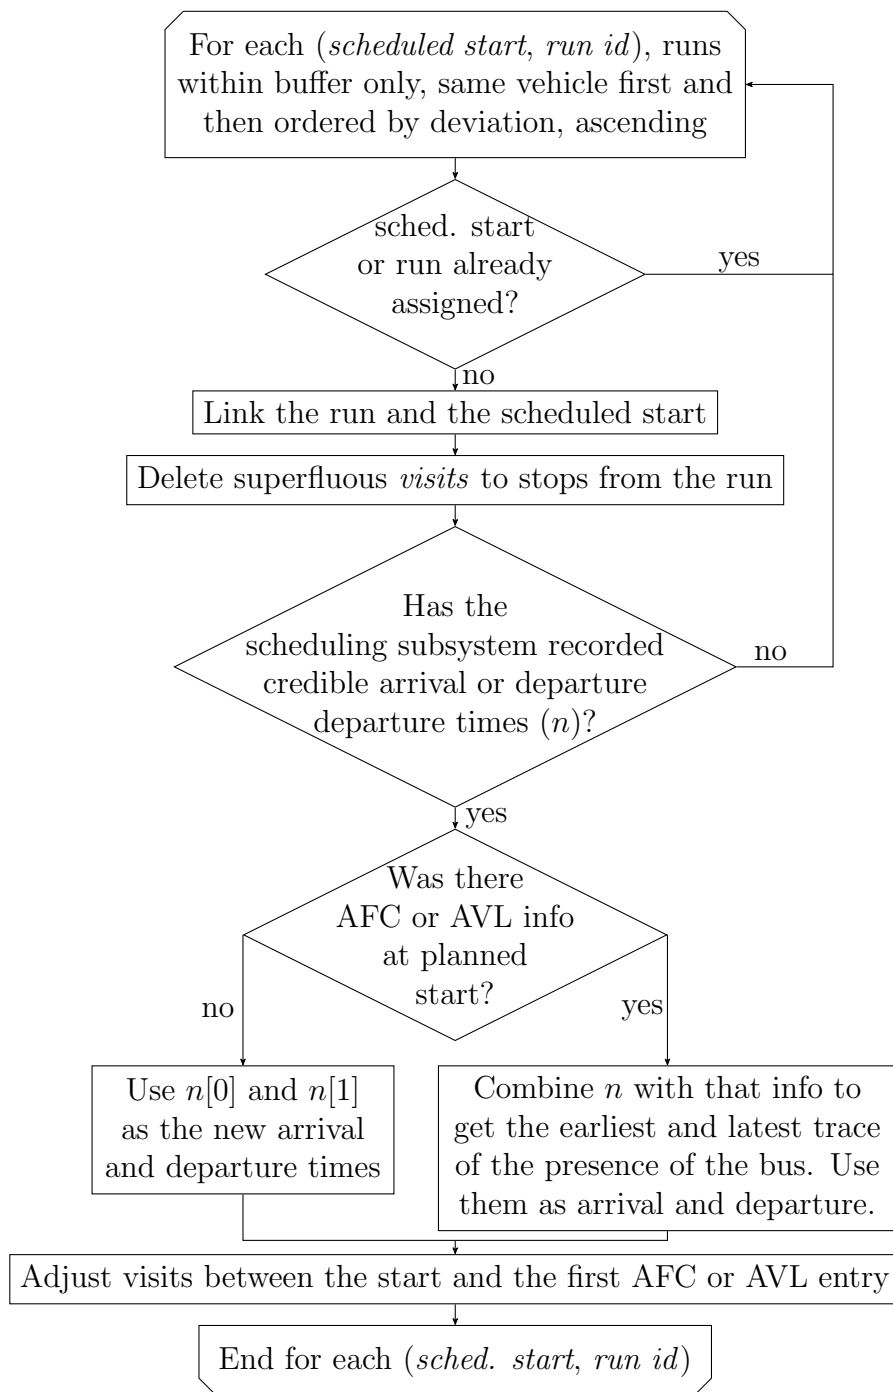 For each (scheduled start, run id), runs
within buffer only, same vehicle first and
then ordered by deviation, ascending
sched. start
or run already
assigned?
yes
no
Link the run and the scheduled start
Delete superfluous visits to stops from the run
Has the
scheduling subsystem recorded
credible arrival or departure
departure times (n)?
no
yes
Was there
AFC or AVL info
at planned
start?
no
yes
Use n[0] and n[1]
as the new arrival
and departure times
Combine n with that info to
get the earliest and latest trace
of the presence of the bus. Use
them as arrival and departure.
Adjust visits between the start and the first AFC or AVL entry
End for each (sched. start, run id)